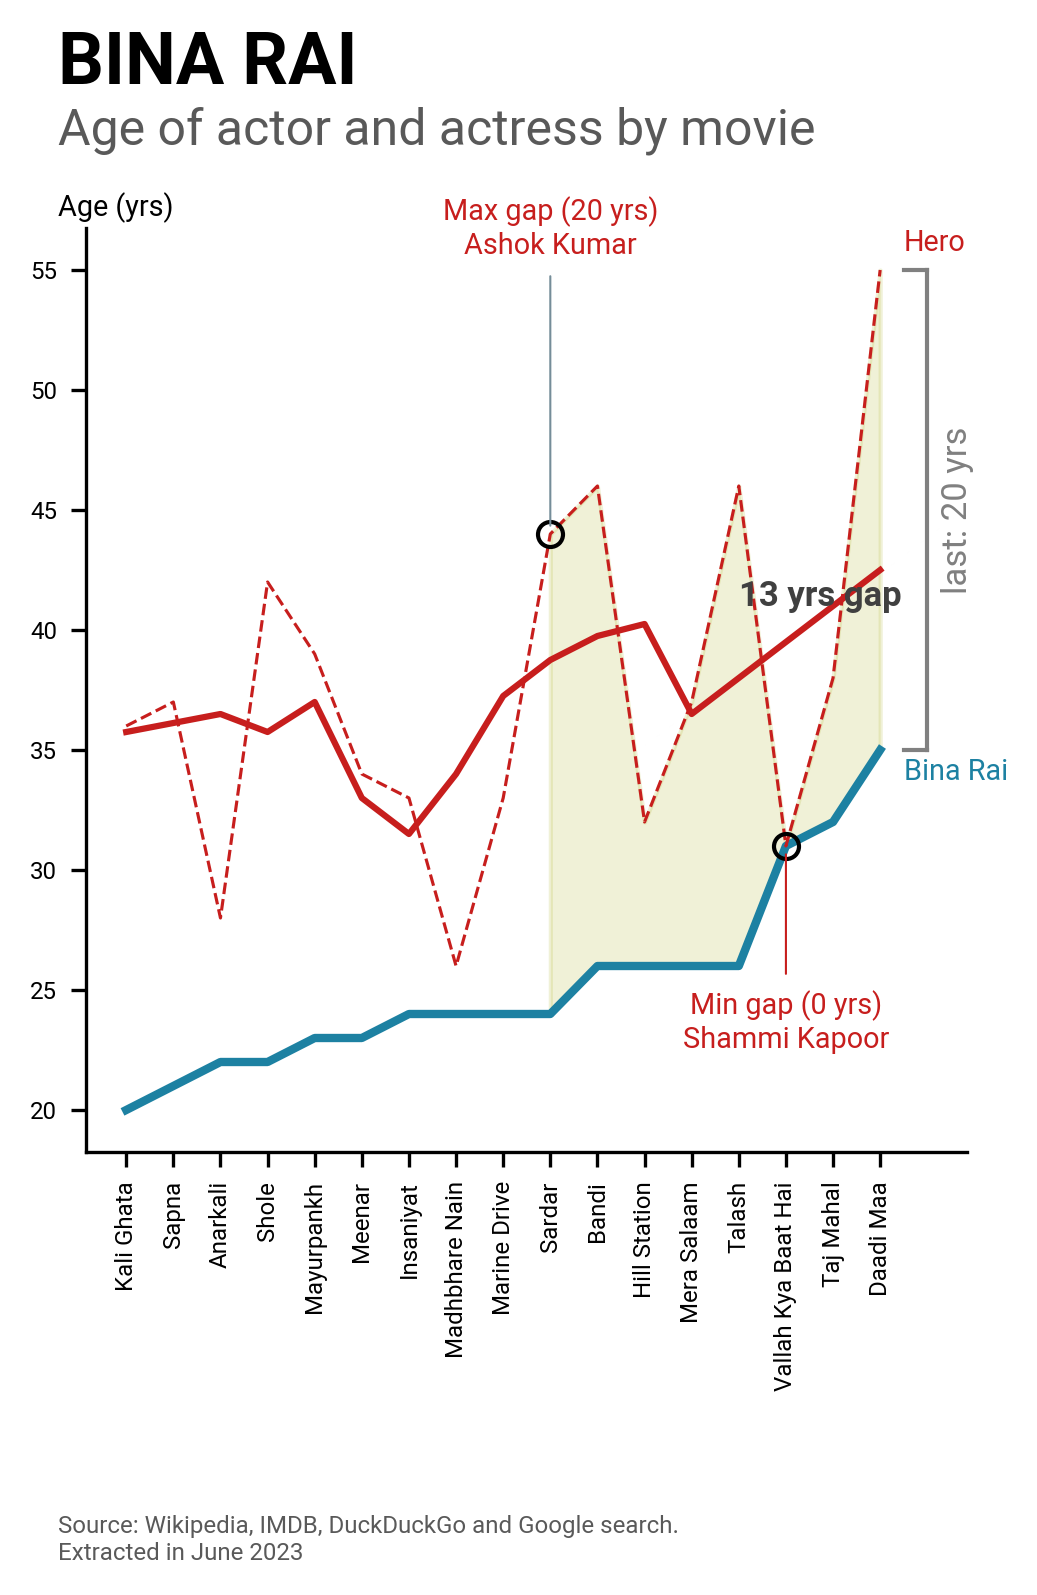 BINA RAI
Age of actor and actress by movie
Age (yrs)
Max gap (20 yrs)
Ashok Kumar
Hero
55
50
45
40
35
30
25
20
13 yrs gap
last: 20 yrs
Bina Rai
Min gap (0 yrs)
Shammi Kapoor
Kali Ghata
Sapna
Anarkali
Shole
Mayurpankh
Meenar
Insaniyat
Madhbhare Nain
Marine Drive
Sardar
Bandi
Hill Station
Mera Salaam
Talash
Vallah Kya Baat Hai
Taj Mahal
Daadi Maa
Source: Wikipedia, IMDB, DuckDuckGo and Google search.
Extracted in June 2023